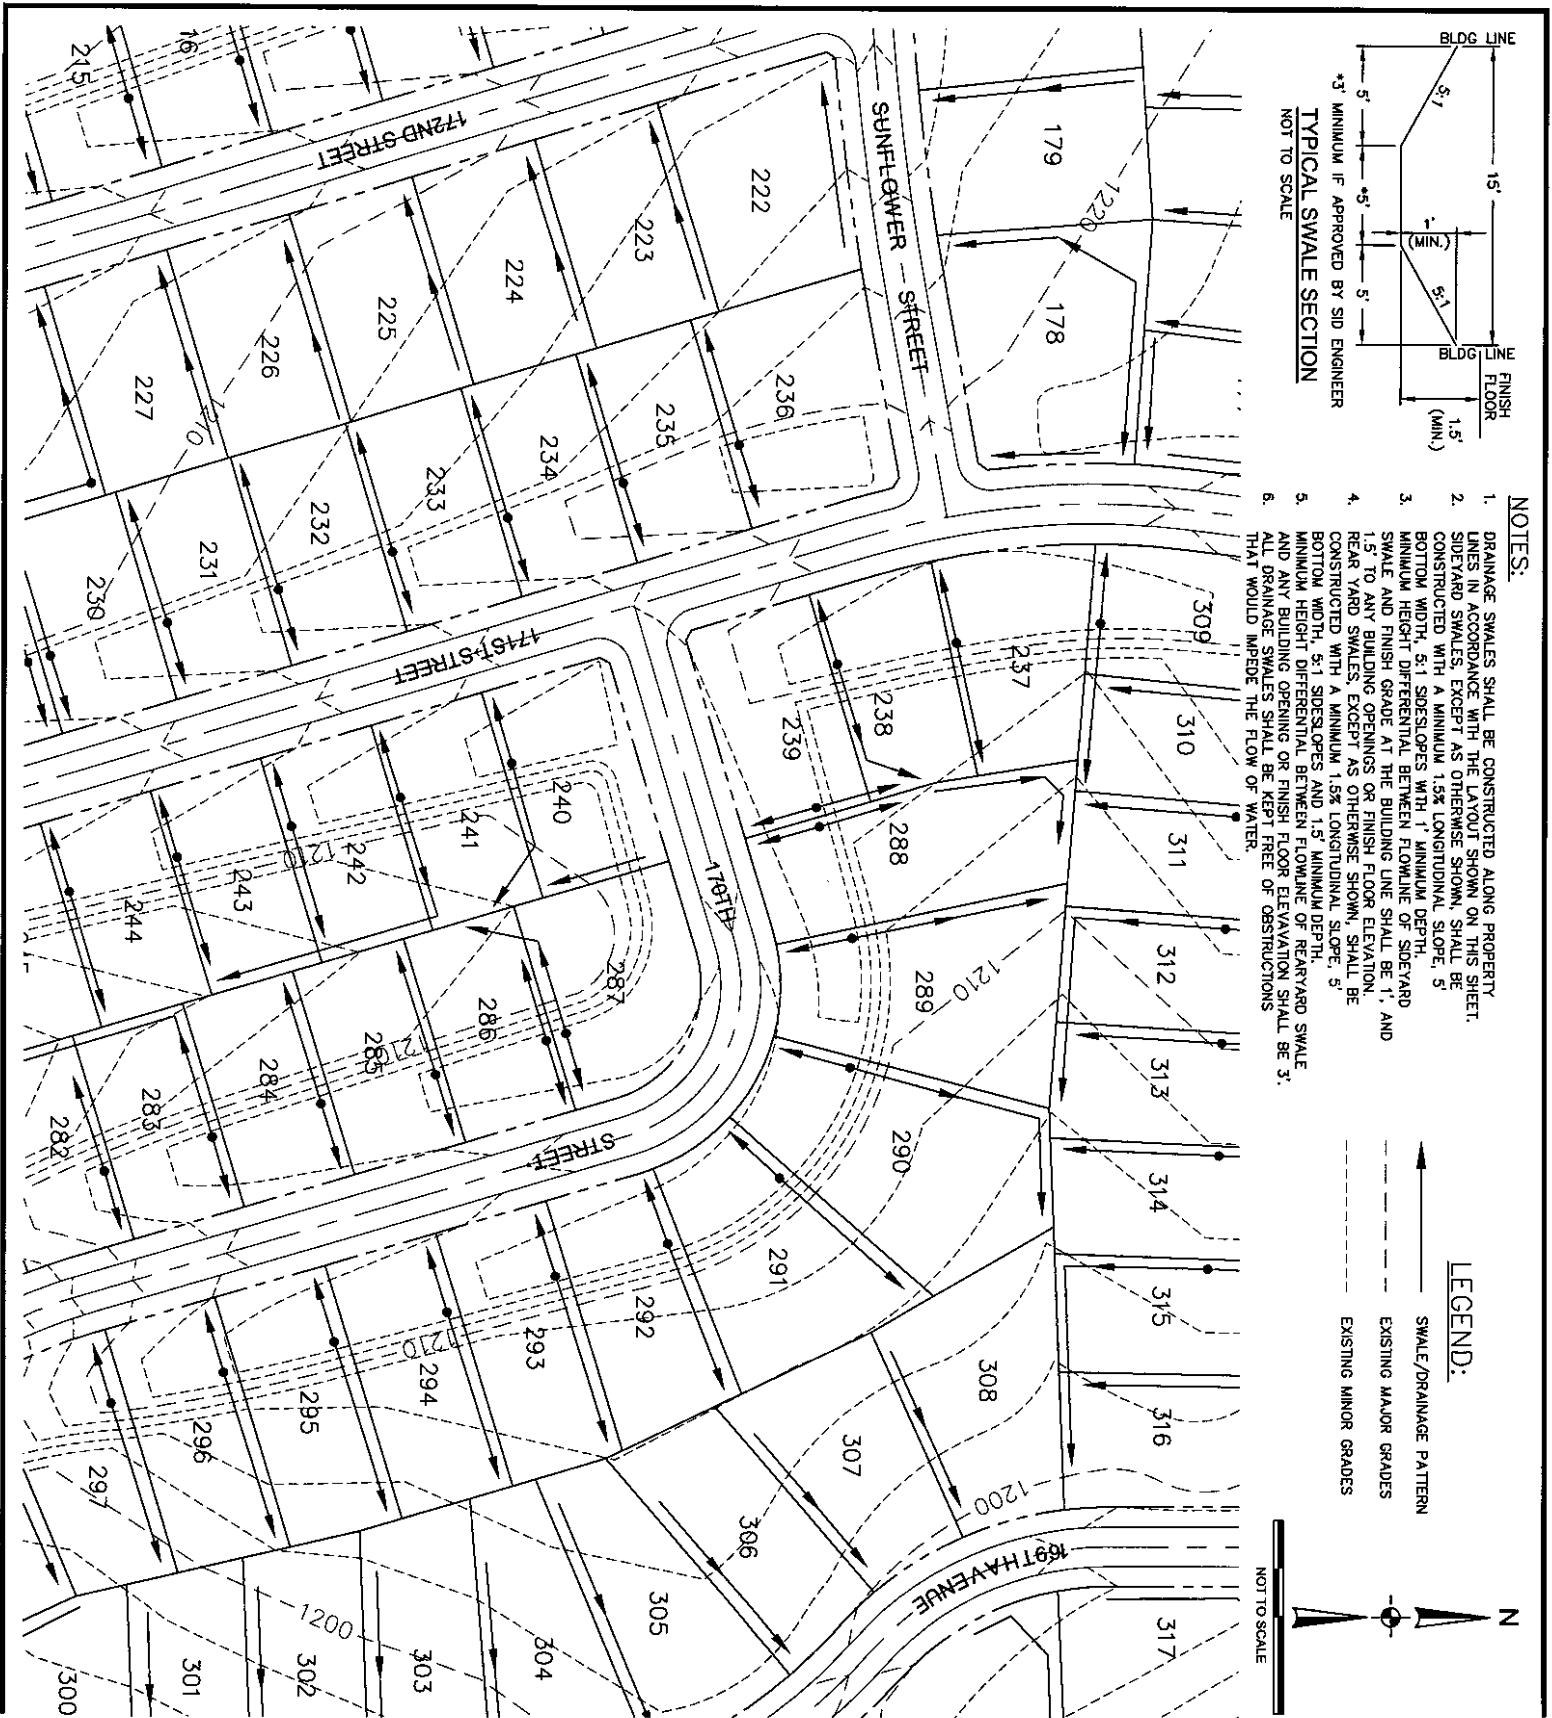 BLDG LINE
15'
BLDG LINE
FINISH
FLOOR
5:1
5:1
1'
(MIN.)
1.5'
(MIN.)
5'
*5'
5'
*3' MINIMUM IF APPROVED BY SID ENGINEER
TYPICAL SWALE SECTION
NOT TO SCALE
NOTES:
1. DRAINAGE SWALES SHALL BE CONSTRUCTED ALONG PROPERTY
LINES IN ACCORDANCE WITH THE LAYOUT SHOWN ON THIS SHEET.
2. SIDEYARD SWALES, EXCEPT AS OTHERWISE SHOWN, SHALL BE
CONSTRUCTED WITH A MINIMUM 1.5% LONGITUDINAL SLOPE, 5'
BOTTOM WIDTH, 5:1 SIDESLOPES WITH 1' MINIMUM DEPTH.
3. MINIMUM HEIGHT DIFFERENTIAL BETWEEN FLOWLINE OF SIDEYARD
SWALE AND FINISH GRADE AT THE BUILDING LINE SHALL BE 1', AND
1.5' TO ANY BUILDING OPENINGS OR FINISH FLOOR ELEVATION.
4. REAR YARD SWALES, EXCEPT AS OTHERWISE SHOWN, SHALL BE
CONSTRUCTED WITH A MINIMUM 1.5% LONGITUDINAL SLOPE, 5'
BOTTOM WIDTH, 5:1 SIDESLOPES AND 1.5' MINIMUM DEPTH.
5. MINIMUM HEIGHT DIFFERENTIAL BETWEEN FLOWLINE OF REARYARD SWALE
AND ANY BUILDING OPENING OR FINISH FLOOR ELEVAVATION SHALL BE 3'.
6. ALL DRAINAGE SWALES SHALL BE KEPT FREE OF OBSTRUCTIONS
THAT WOULD IMPEDE THE FLOW OF WATER.
LEGEND:
SWALE/DRAINAGE PATTERN
EXISTING MAJOR GRADES
EXISTING MINOR GRADES
N
NOT TO SCALE
179
1220
178
309
310
311
312
313
314
315
316
317
SUNFLOWER STREET
222
223
224
225
226
227
1210
236
235
234
233
232
231
230
172ND STREET
16
215
171ST STREET
237
238
239
288
289
1210
290
291
292
293
294
1210
295
296
297
170TH
STREET
240
241
242
1210
243
244
287
286
285
1210
284
283
282
308
307
306
305
304
303
302
301
300
1200
1200
169TH AVENUE